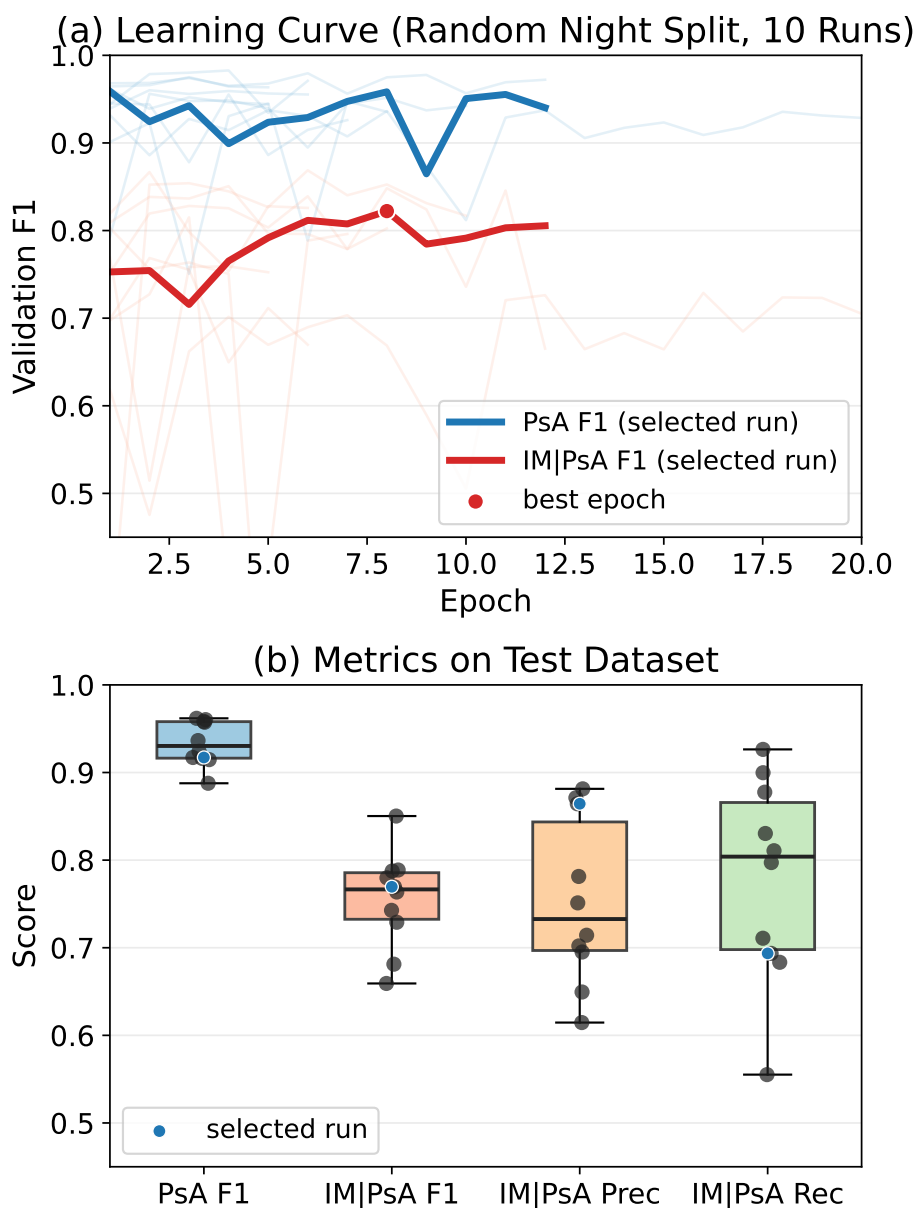 (a) Learning Curve (Random Night Split, 10 Runs)
1.0
0.9
0.8
0.7
0.6
0.5
Validation F1
PsA F1 (selected run)
IM|PsA F1 (selected run)
best epoch
2.5 5.0 7.5 10.0 12.5 15.0 17.5 20.0
Epoch
(b) Metrics on Test Dataset
1.0
0.9
0.8
0.7
0.6
0.5
Score
selected run
PsA F1 IM|PsA F1 IM|PsA Prec IM|PsA Rec